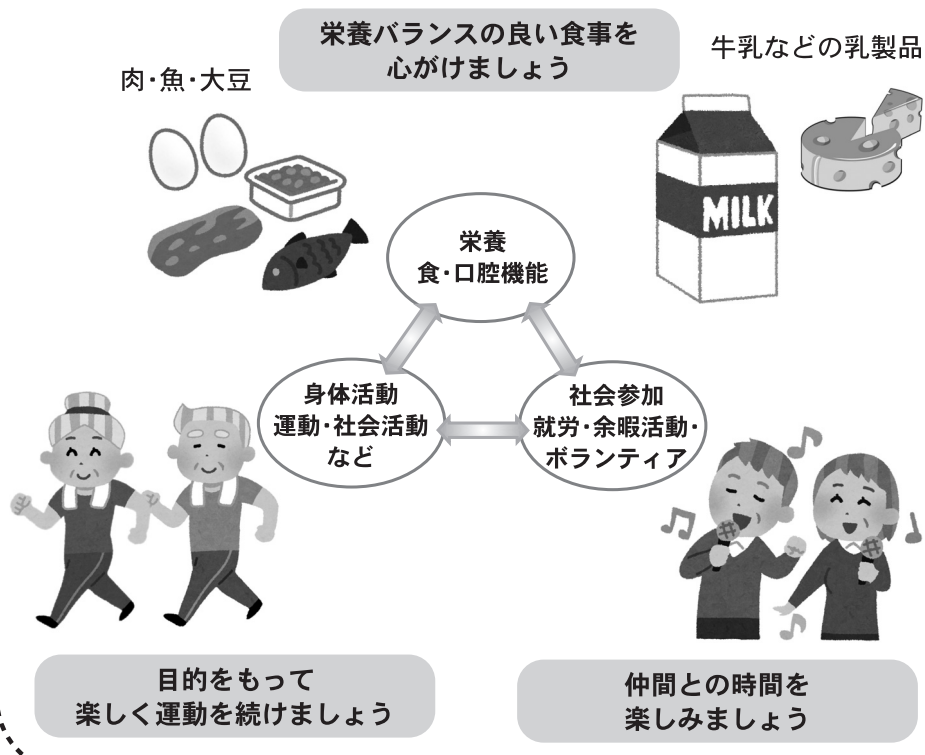 栄養バランスの良い食事を
心がけましょう
肉・魚・大豆
牛乳などの乳製品
MILK
栄養
食・口腔機能
身体活動
運動・社会活動
など
社会参加
就労・余暇活動・
ボランティア
目的をもって
楽しく運動を続けましょう
仲間との時間を
楽しみましょう